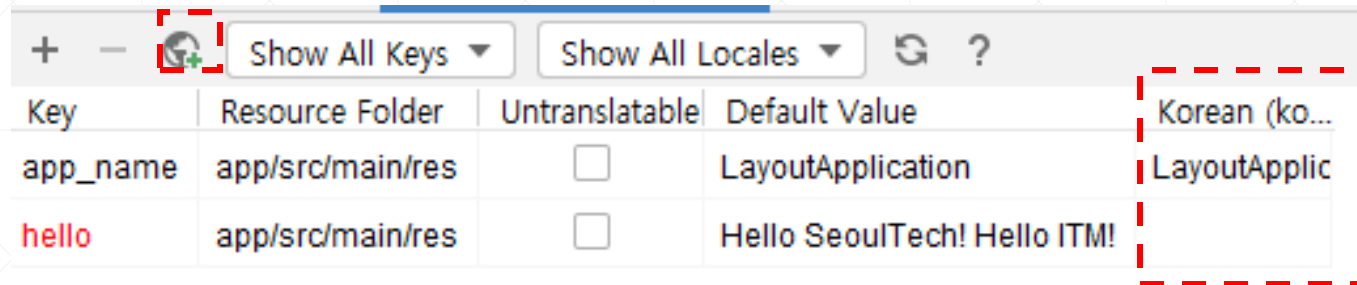 + − Show All Keys Show All Locales ?
Key Resource Folder Untranslatable Default Value Korean (ko...
app_name app/src/main/res LayoutApplication LayoutApplic
hello app/src/main/res Hello SeoulTech! Hello ITM!